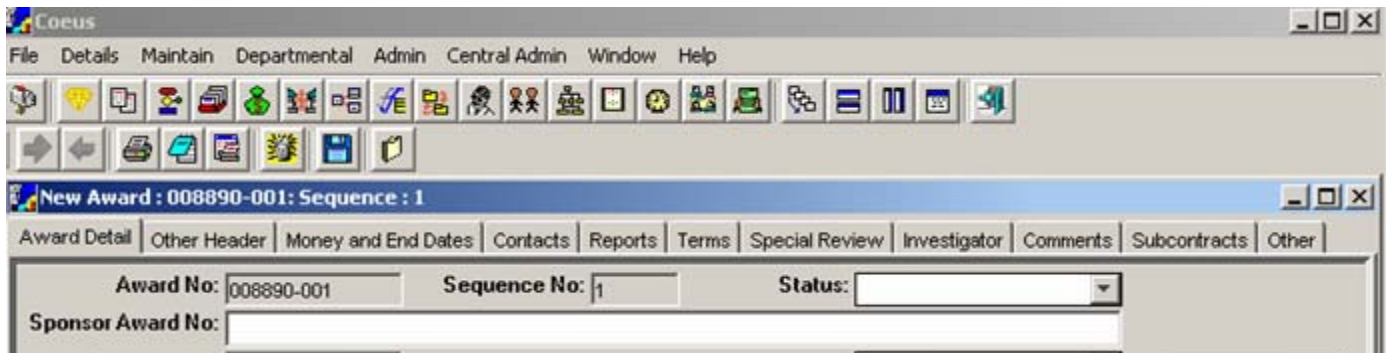 Coeus
File Details Maintain Departmental Admin Central Admin Window Help
New Award : 008890-001: Sequence : 1
Award Detail Other Header Money and End Dates Contacts Reports Terms Special Review Investigator Comments Subcontracts Other
Award No: 008890-001 Sequence No: 1 Status:
Sponsor Award No: